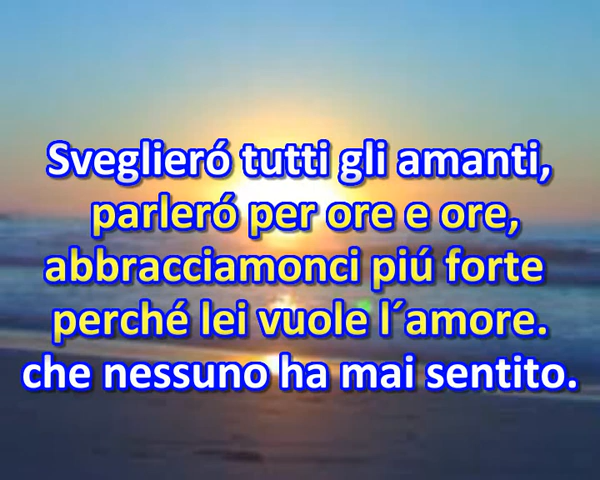 Sveglieró tutti gli amanti,
parleró per ore e ore,
abbracciamonci piú forte
perché lei vuole l´amore.
che nessuno ha mai sentito.